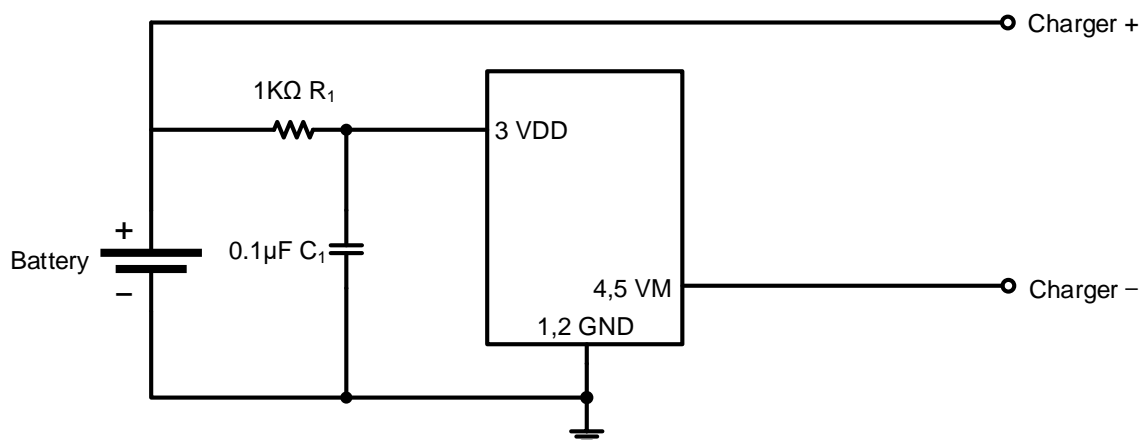 Charger +
1KΩ R1
3 VDD
+
Battery
−
0.1µF C1
4,5 VM
Charger −
1,2 GND